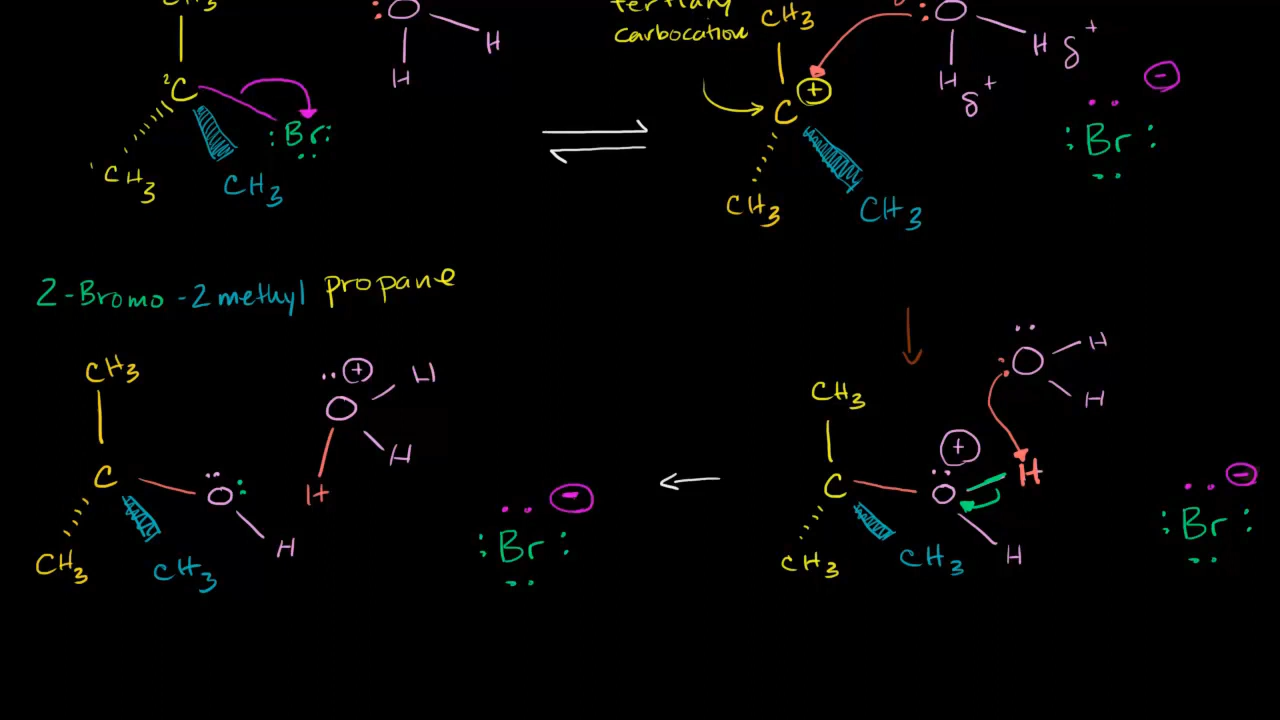 CH3
tertiary
carbocation
CH3
O
H
H
O
H δ+
H
δ+
2C
+
C
-
:Br:
:Br:
CH3
CH3
CH3
CH3
2-Bromo-2methyl propane
CH3
+
O
H
H
H
C
O
H
CH3
CH3
-
:Br:
O
H
H
CH3
+
C
O
H
H
CH3
CH3
-
:Br: